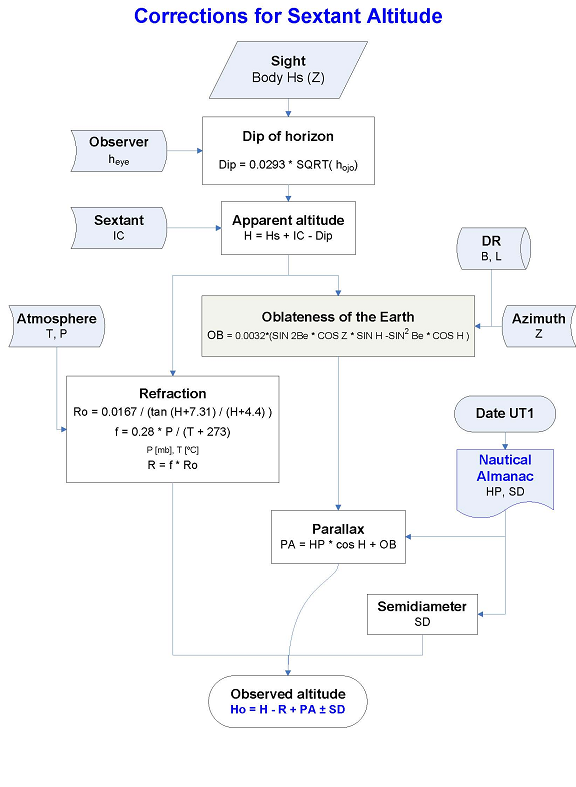 Corrections for Sextant Altitude
Sight
Body Hs (Z)
Dip of horizon
Dip = 0.0293 * SQRT( hojo)
Observer
heye
Sextant
IC
Apparent altitude
H = Hs + IC - Dip
DR
B, L
Oblateness of the Earth
OB = 0.0032*(SIN 2Be * COS Z * SIN H -SIN² Be * COS H )
Azimuth
Z
Atmosphere
T, P
Refraction
Ro = 0.0167 / (tan (H+7.31) / (H+4.4) )
f = 0.28 * P / (T + 273)
P [mb], T [ºC]
R = f * Ro
Date UT1
Nautical
Almanac
HP, SD
Parallax
PA = HP * cos H + OB
Semidiameter
SD
Observed altitude
Ho = H - R + PA ± SD